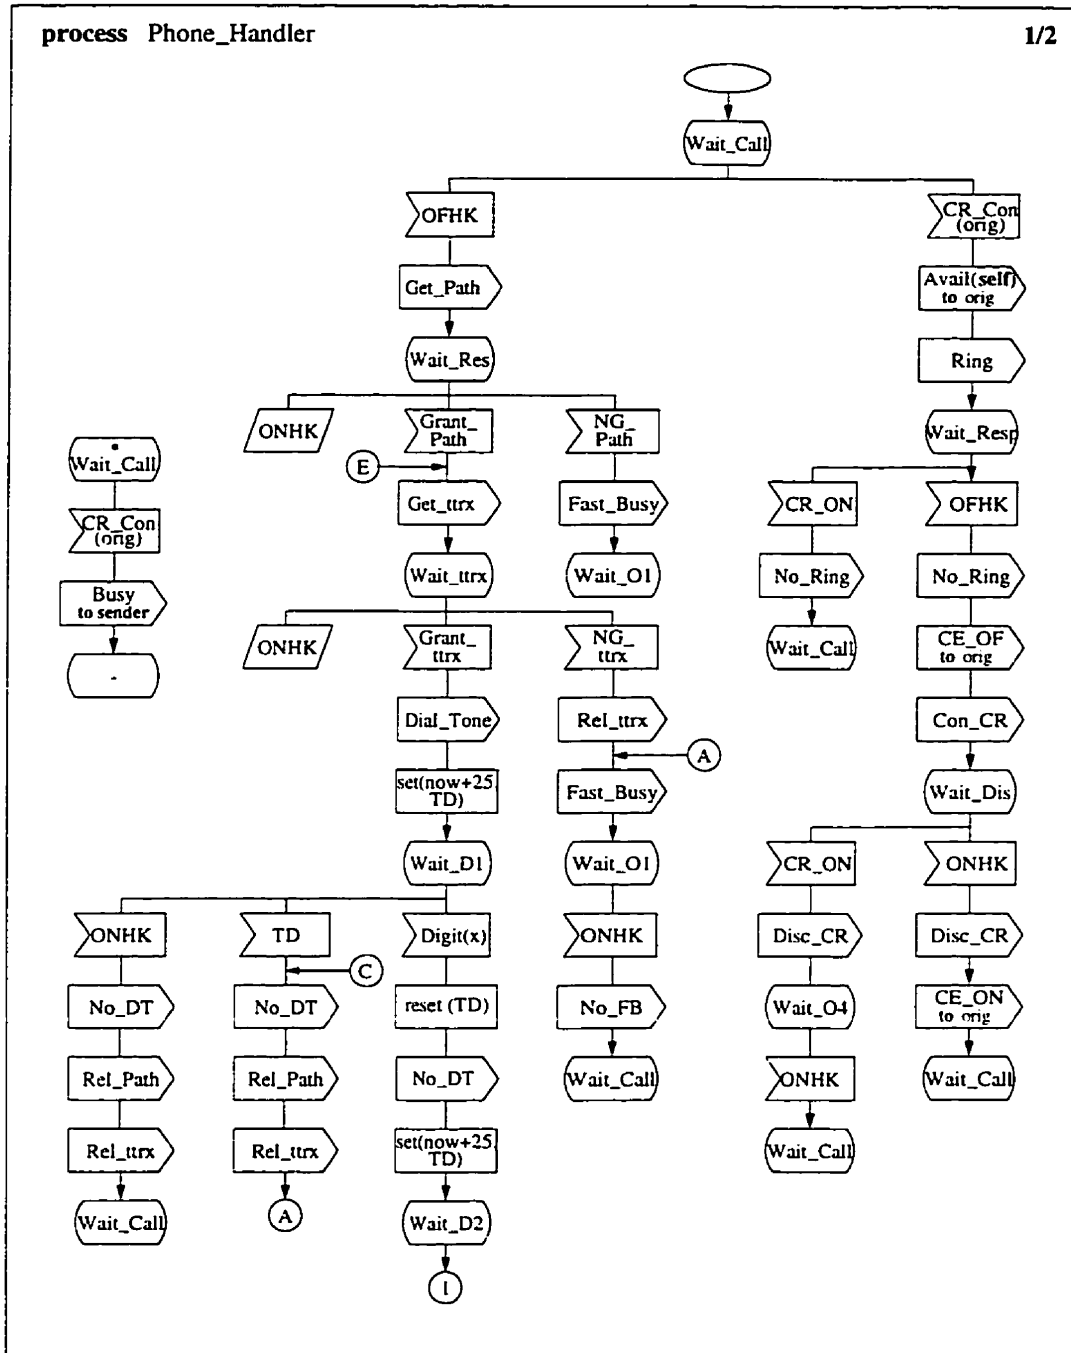 process Phone_Handler
1/2
Wait_Call
OFHK
CR_Con
(orig)
Get_Path
Avail(self)
to orig
Wait_Res
Ring
ONHK
Grant_
Path
NG_
Path
Wait_Resp
*
Wait_Call
E
CR_Con
(orig)
Get_ttrx
Fast_Busy
CR_ON
OFHK
Busy
to sender
Wait_ttrx
Wait_O1
No_Ring
No_Ring
-
ONHK
Grant_
ttrx
NG_
ttrx
Wait_Call
CE_OF
to orig
Dial_Tone
Rel_ttrx
Con_CR
A
set(now+25,
TD)
Fast_Busy
Wait_Dis
Wait_D1
Wait_O1
CR_ON
ONHK
ONHK
TD
Digit(x)
ONHK
Disc_CR
Disc_CR
C
No_DT
No_DT
reset (TD)
No_FB
Wait_O4
CE_ON
to orig
Rel_Path
Rel_Path
No_DT
Wait_Call
ONHK
Wait_Call
Rel_ttrx
Rel_ttrx
set(now+25,
TD)
Wait_Call
Wait_Call
A
Wait_D2
1